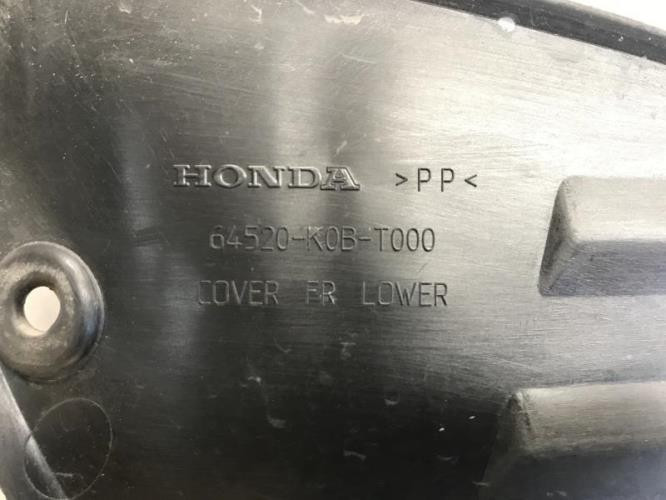 HONDA >PP<
64520-K0B-T000
COVER FR LOWER